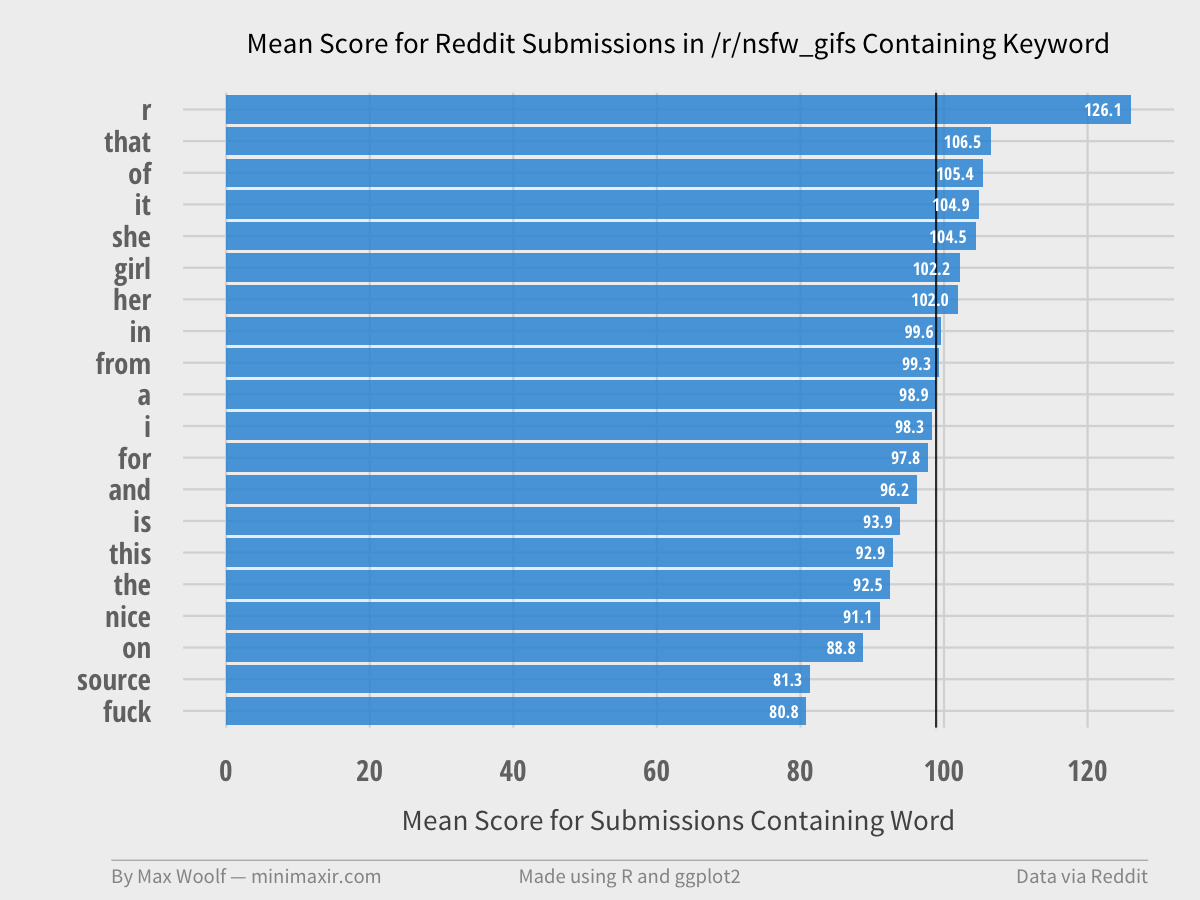 Mean Score for Reddit Submissions in /r/nsfw_gifs Containing Keyword
r 126.1
that 106.5
of 105.4
it 104.9
she 104.5
girl 102.2
her 102.0
in 99.6
from 99.3
a 98.9
i 98.3
for 97.8
and 96.2
is 93.9
this 92.9
the 92.5
nice 91.1
on 88.8
source 81.3
fuck 80.8
0 20 40 60 80 100 120
Mean Score for Submissions Containing Word
By Max Woolf — minimaxir.com Made using R and ggplot2 Data via Reddit